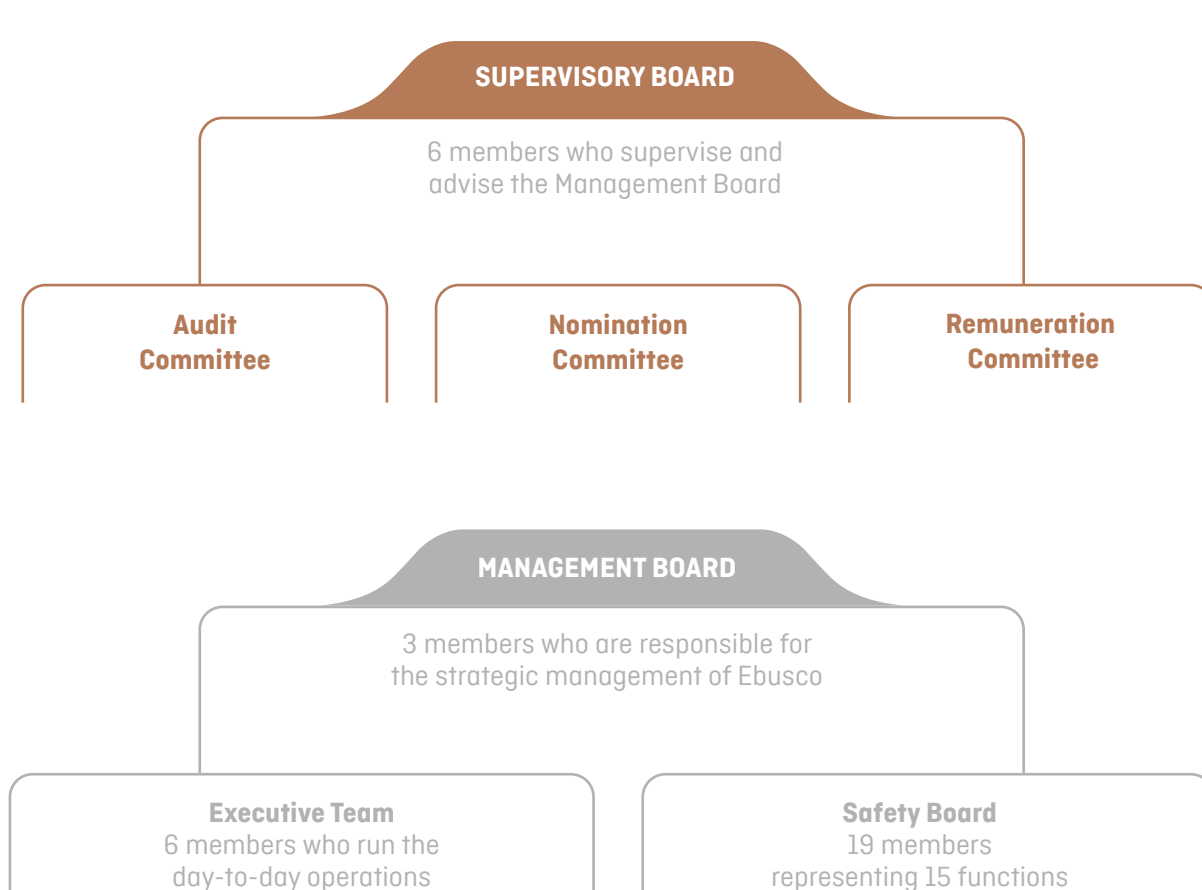 SUPERVISORY BOARD
6 members who supervise and
advise the Management Board
Audit
Committee
Nomination
Committee
Remuneration
Committee
MANAGEMENT BOARD
3 members who are responsible for
the strategic management of Ebusco
Executive Team
6 members who run the
day-to-day operations
Safety Board
19 members
representing 15 functions